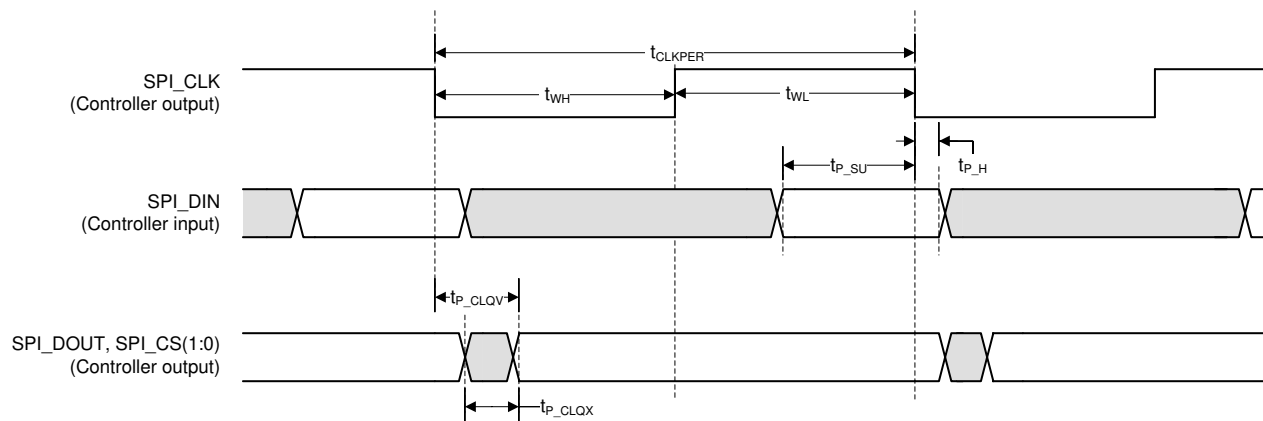 tCLKPER
SPI_CLK
(Controller output)
tWH
tWL
tP_SU
tP_H
SPI_DIN
(Controller input)
tP_CLQV
SPI_DOUT, SPI_CS(1:0)
(Controller output)
tP_CLQX